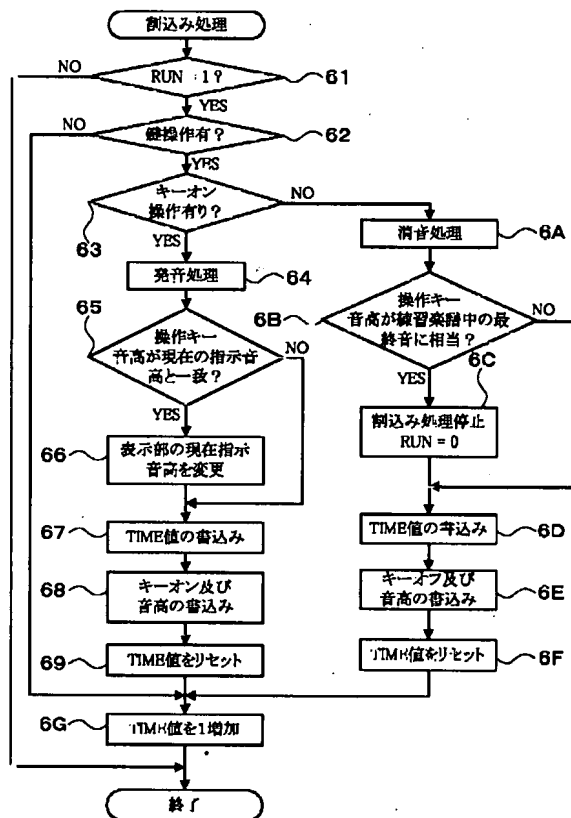 割込み処理
NO
RUN = 1?
61
YES
NO
鍵操作有?
62
YES
キーオン
操作有り?
NO
63
YES
消音処理
6A
発音処理
64
65
操作キー
音高が現在の指示音
高と一致?
NO
6B
操作キー
音高が練習楽譜中の最
終音に相当?
NO
YES
YES
6C
66
表示部の現在指示
音高を変更
割込み処理停止
RUN = 0
67
TIME値の書込み
TIME値の書込み
6D
68
キーオン及び
音高の書込み
キーオフ及び
音高の書込み
6E
69
TIME値をリセット
TIME値をリセット
6F
6G
TIME値を1増加
終了